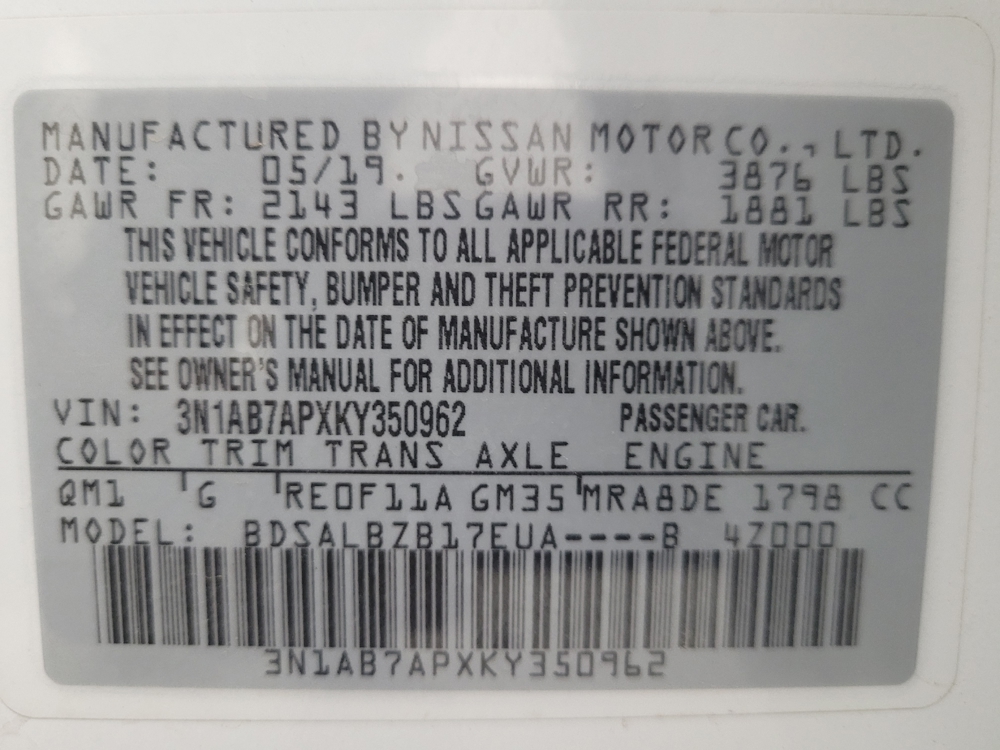 MANUFACTURED BY NISSAN MOTOR CO., LTD.
DATE: 05/19. GVWR: 3876 LBS
GAWR FR: 2143 LBS GAWR RR: 1881 LBS
THIS VEHICLE CONFORMS TO ALL APPLICABLE FEDERAL MOTOR
VEHICLE SAFETY, BUMPER AND THEFT PREVENTION STANDARDS
IN EFFECT ON THE DATE OF MANUFACTURE SHOWN ABOVE.
SEE OWNER'S MANUAL FOR ADDITIONAL INFORMATION.
VIN: 3N1AB7APXKY350962 PASSENGER CAR.
COLOR TRIM TRANS AXLE ENGINE
QM1 G RE0F11A GM35 MRA8DE 1798 CC
MODEL: BDSALBZB17EUA----B 4Z000
3N1AB7APXKY350962